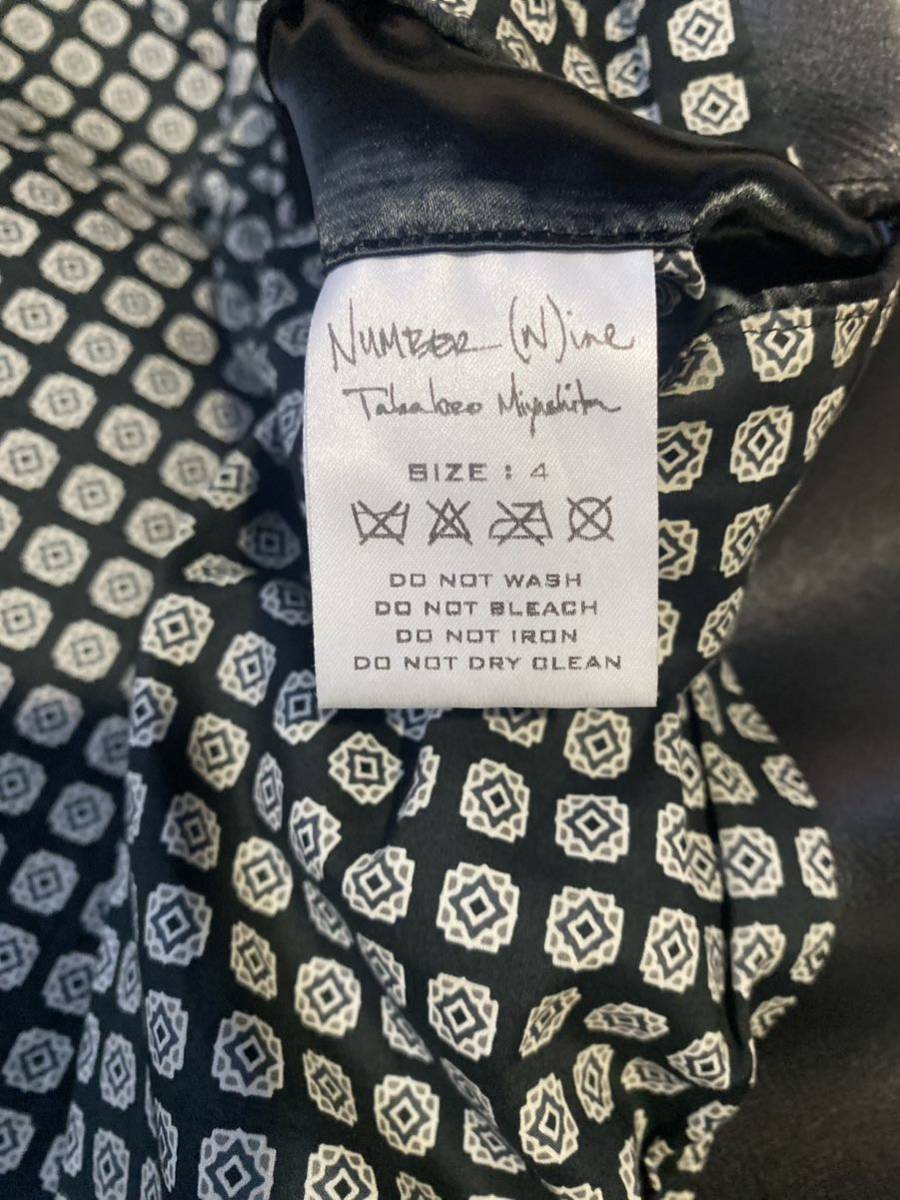 NUMBER (N)ine
Takahiro Miyashita
SIZE : 4
DO NOT WASH
DO NOT BLEACH
DO NOT IRON
DO NOT DRY CLEAN